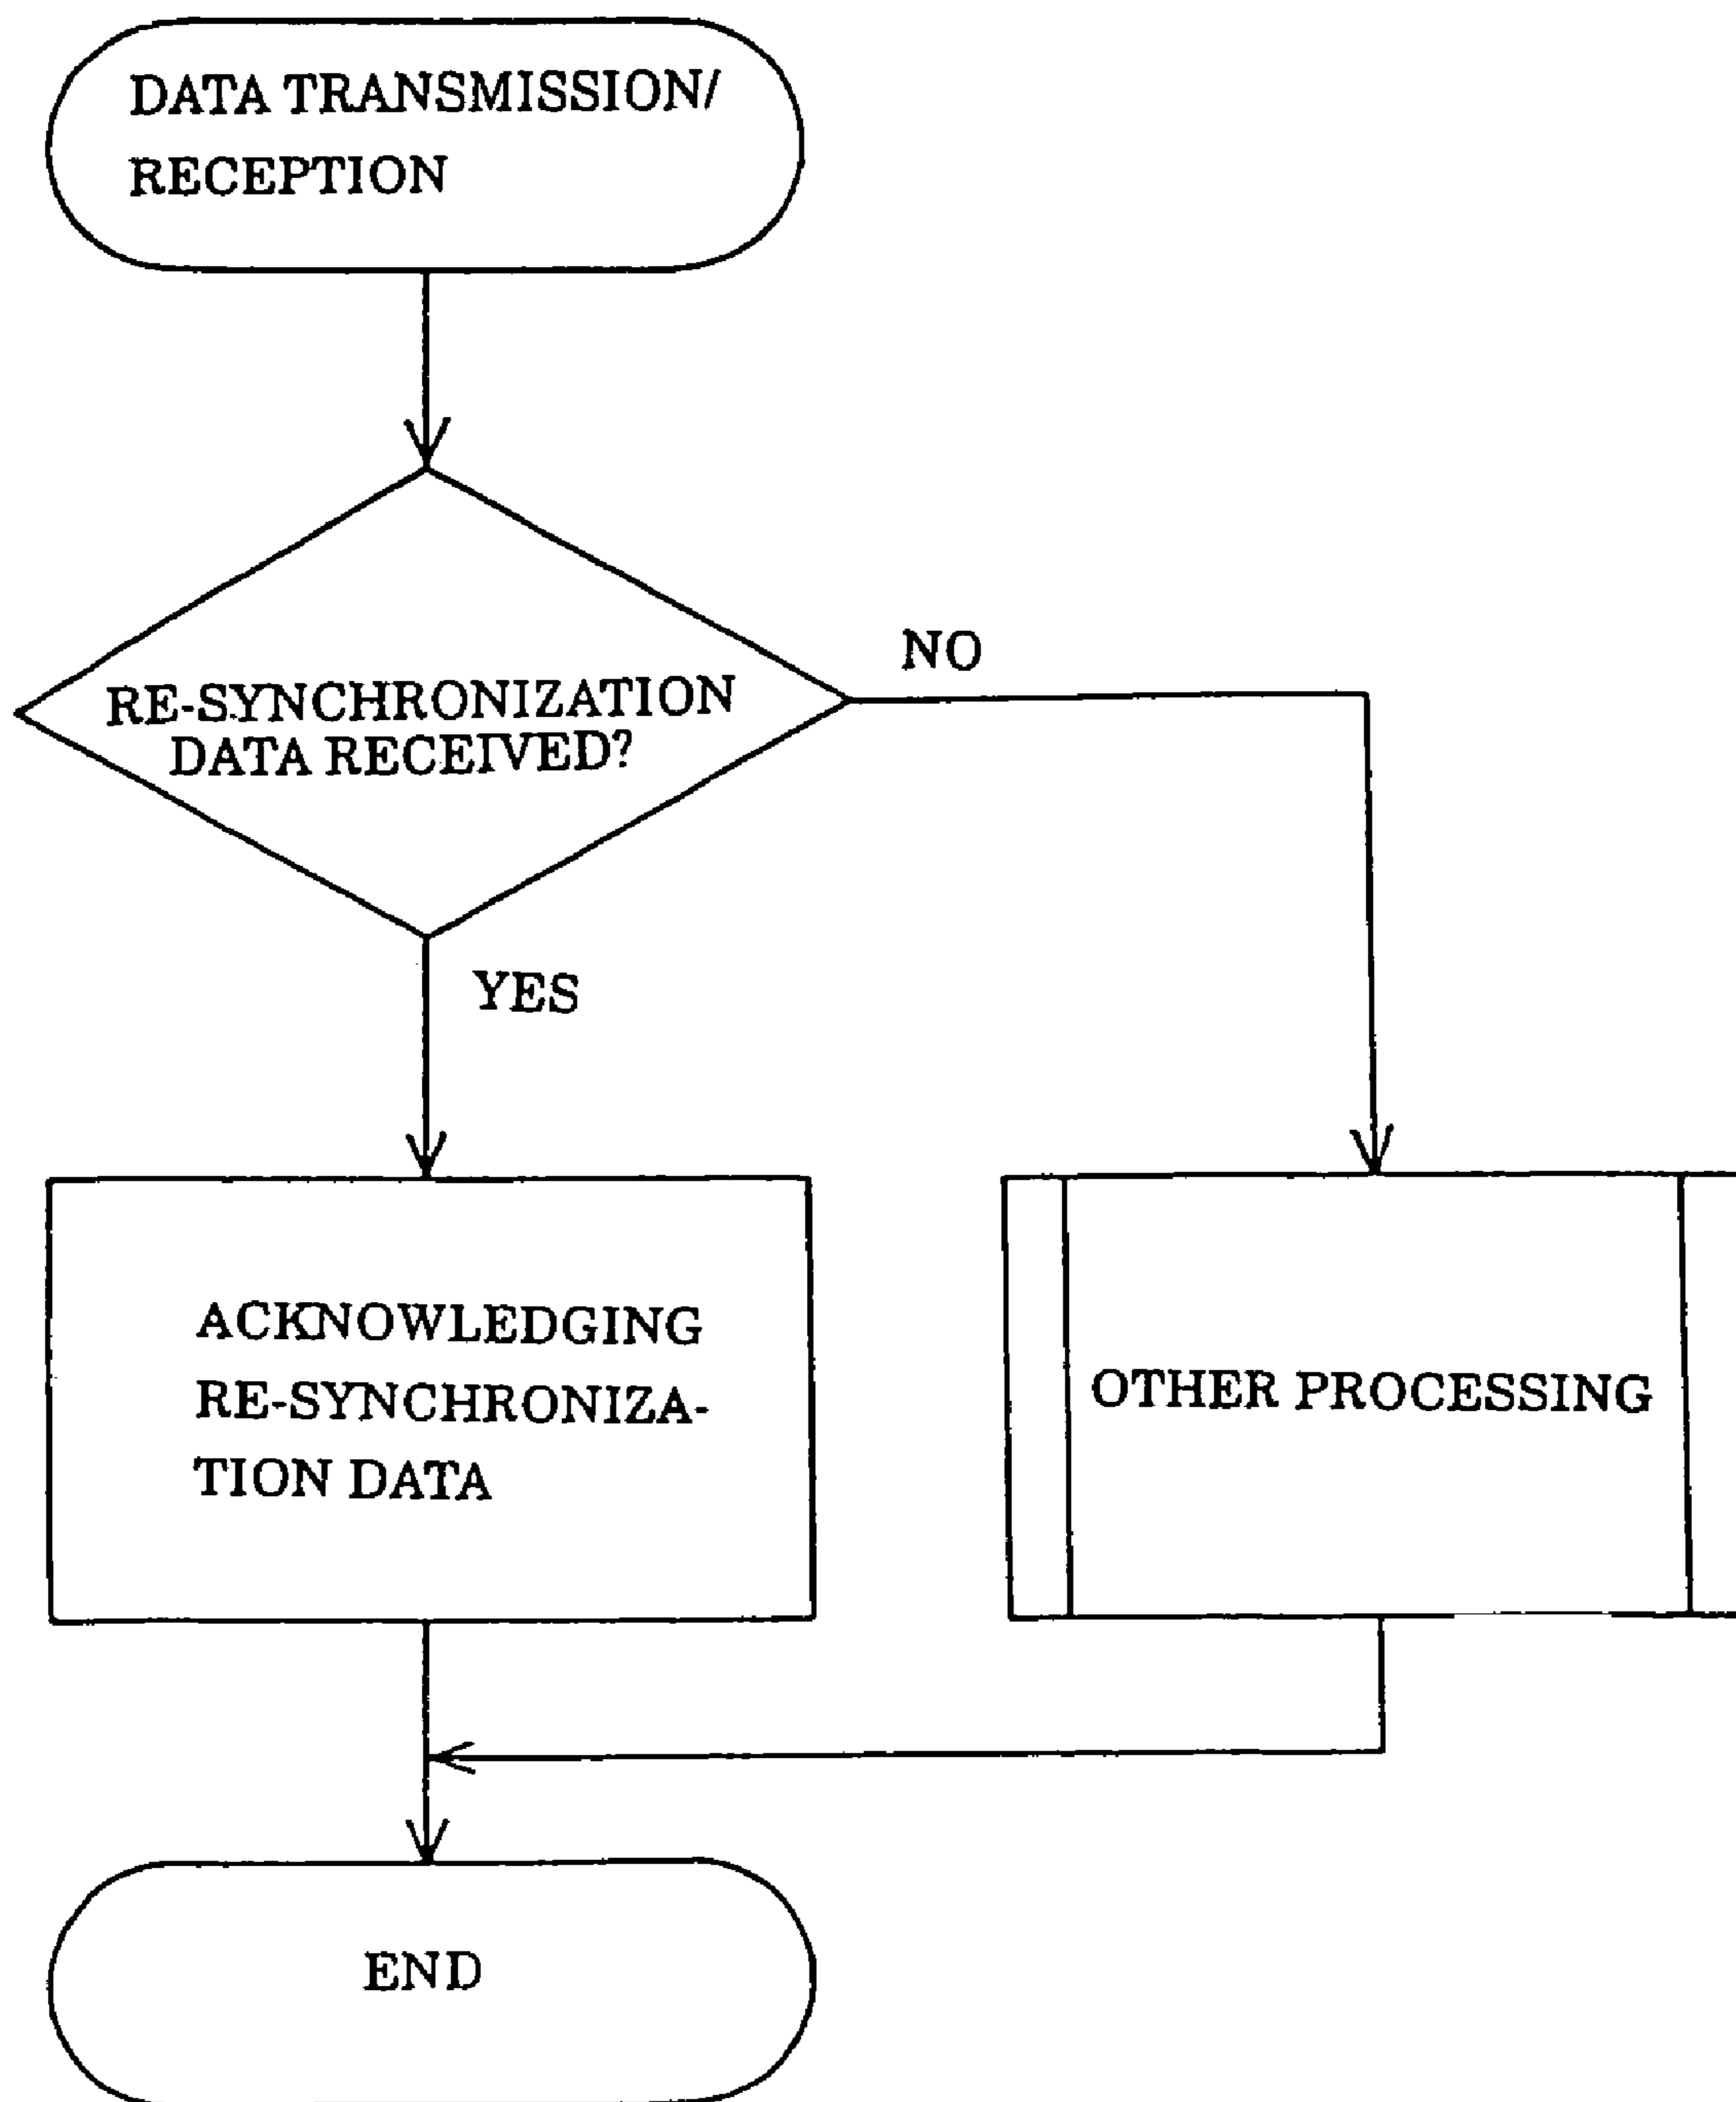 DATA TRANSMISSION/
RECEPTION
RE-SYNCHRONIZATION
DATA RECEIVED?
NO
YES
ACKNOWLEDGING
RE-SYNCHRONIZA-
TION DATA
OTHER PROCESSING
END